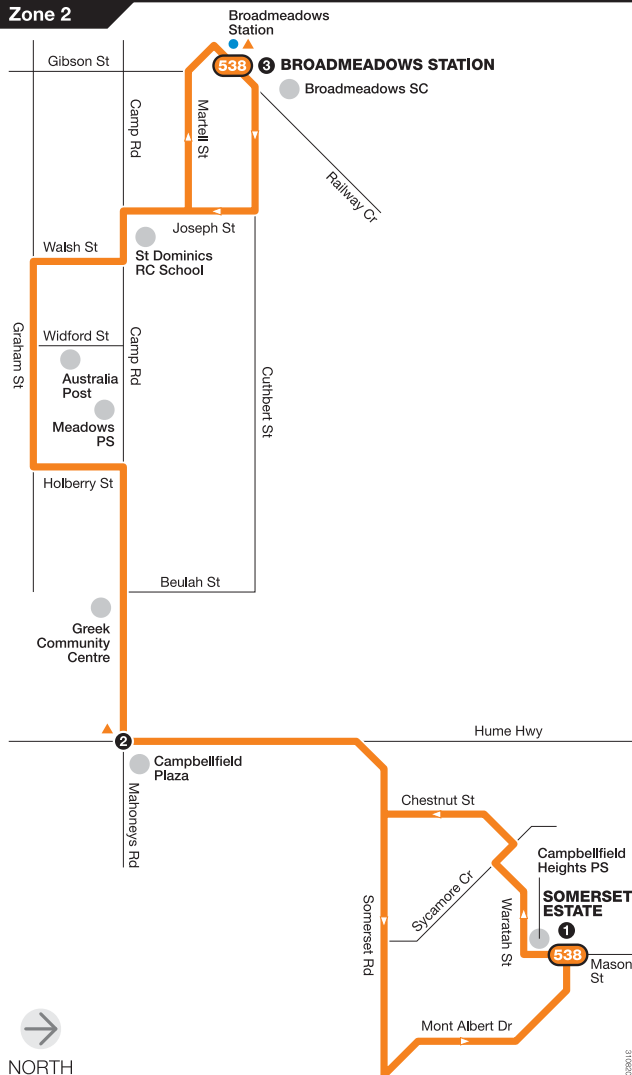 Zone 2
Broadmeadows
Station
Gibson St
538
3 BROADMEADOWS STATION
Broadmeadows SC
Camp Rd
Martell St
Railway Cr
Joseph St
Walsh St
St Dominics
RC School
Graham St
Widford St
Camp Rd
Australia
Post
Cuthbert St
Meadows
PS
Holberry St
Beulah St
Greek
Community
Centre
2
Hume Hwy
Campbellfield
Plaza
Mahoneys Rd
Chestnut St
Campbellfield
Heights PS
Sycamore Cr
Somerset Rd
Waratah St
SOMERSET
ESTATE
1
538
Mason
St
Mont Albert Dr
NORTH